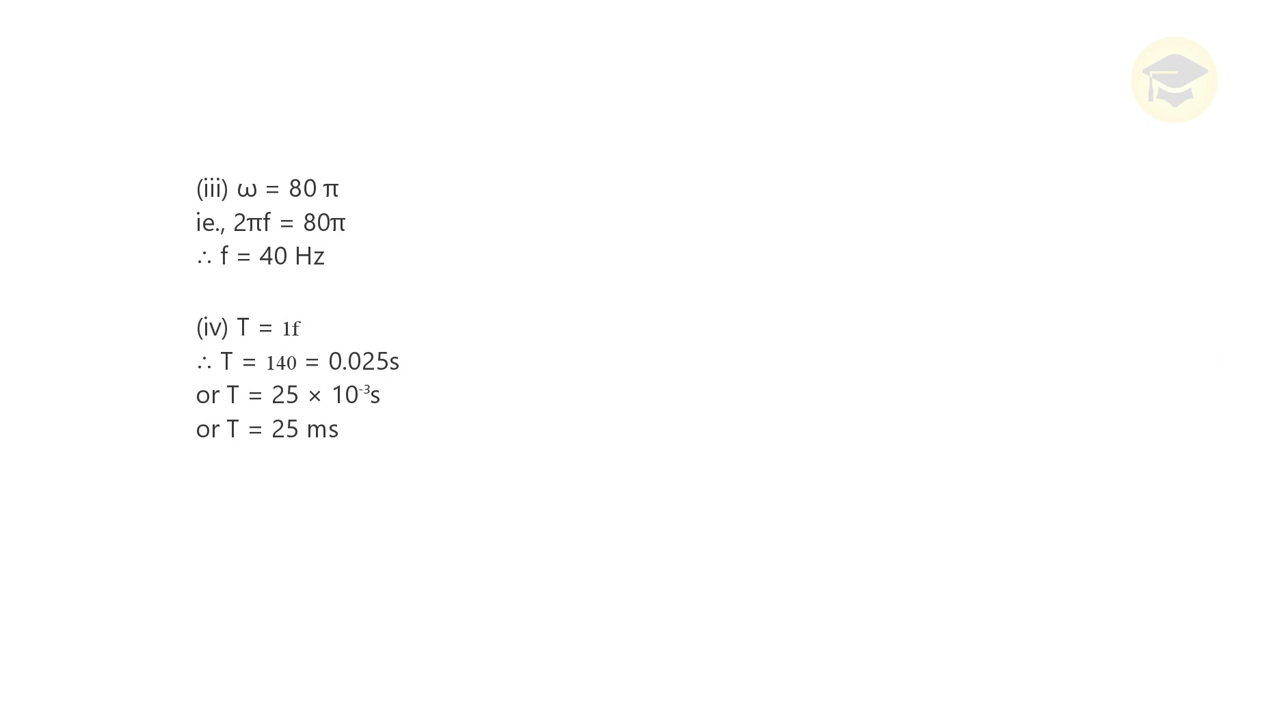 (iii) ω = 80 π
ie., 2πf = 80π
∴ f = 40 Hz
(iv) T = 1f
∴ T = 140 = 0.025s
or T = 25 × 10⁻³s
or T = 25 ms